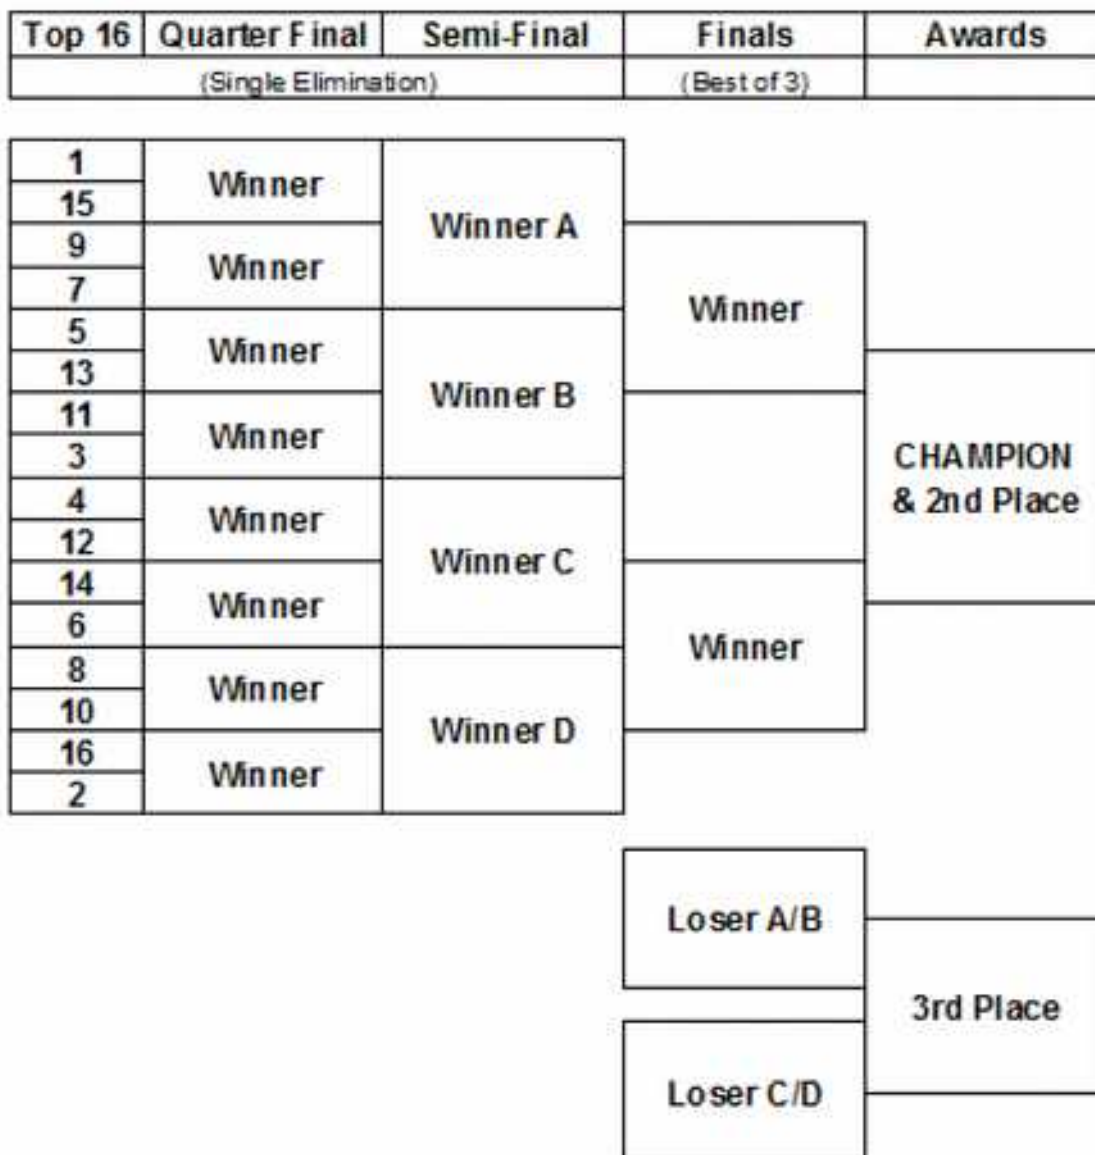 Top 16 Quarter Final Semi-Final Finals Awards
(Single Elimination) (Best of 3)
1
Winner
15
Winner A
9
Winner
7
Winner
5
Winner
13
Winner B
11
Winner
3
CHAMPION
& 2nd Place
4
Winner
12
Winner C
14
Winner
6
Winner
8
Winner
10
Winner D
16
Winner
2
Loser A/B
3rd Place
Loser C/D